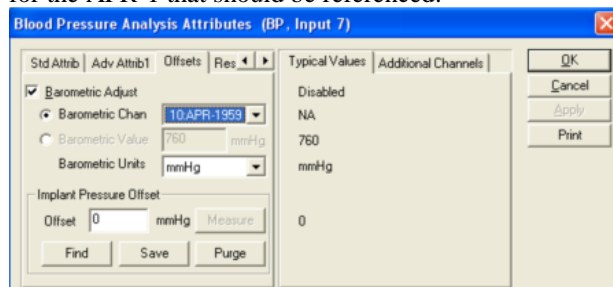 for the APR-1 that should be referenced.
Blood Pressure Analysis Attributes (BP, Input 7)
Std Attrib Adv Attrib1 Offsets Res
Typical Values Additional Channels
OK
Barometric Adjust Disabled Cancel
Barometric Chan 10:APR-1959 NA Apply
Barometric Value 760 mmHg 760 Print
Barometric Units mmHg mmHg
Implant Pressure Offset
Offset 0 mmHg Measure 0
Find Save Purge